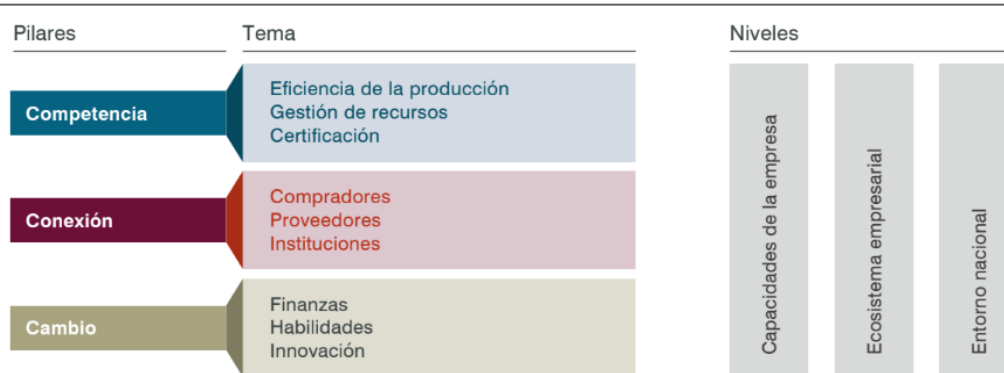 Pilares
Tema
Niveles
Competencia
Eficiencia de la producción
Gestión de recursos
Certificación
Conexión
Compradores
Proveedores
Instituciones
Cambio
Finanzas
Habilidades
Innovación
Capacidades de la empresa
Ecosistema empresarial
Entorno nacional